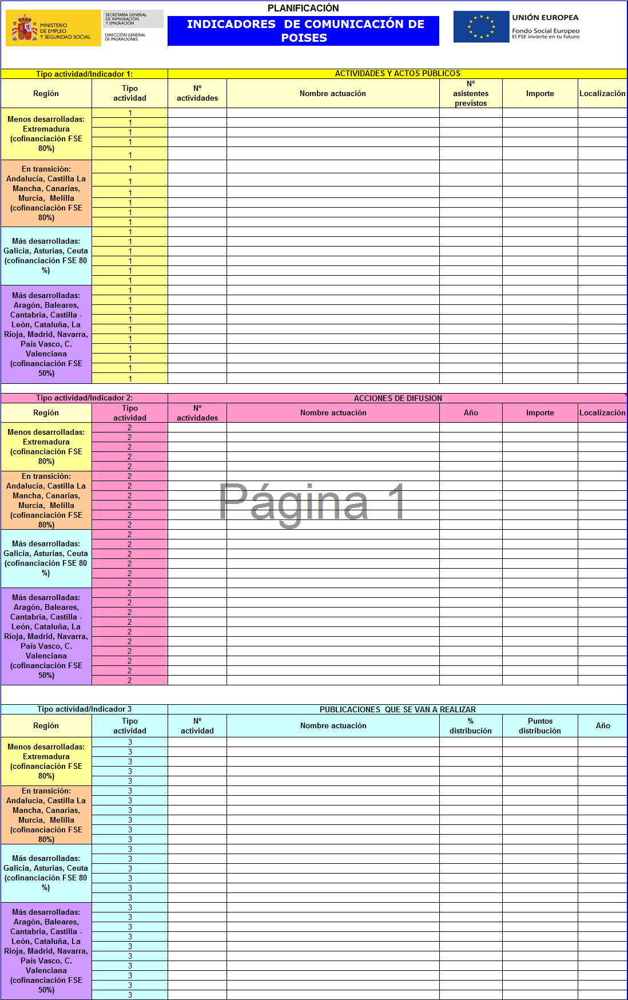 PLANIFICACIÓN
INDICADORES DE COMUNICACIÓN DE
POISES
MINISTERIO
DE EMPLEO
Y SEGURIDAD SOCIAL
SECRETARÍA GENERAL
DE INMIGRACIÓN
Y EMIGRACIÓN
DIRECCIÓN GENERAL
DE MIGRACIONES
UNIÓN EUROPEA
Fondo Social Europeo
El FSE invierte en tu futuro
Tipo actividad/Indicador 1: ACTIVIDADES Y ACTOS PÚBLICOS
Región
Tipo
actividad
Nº
actividades
Nombre actuación
Nº
asistentes
previstos
Importe
Localización
Menos desarrolladas:
Extremadura
(cofinanciación FSE
80%)
1
1
1
1
1
En transición:
Andalucía, Castilla La
Mancha, Canarias,
Murcia, Melilla
(cofinanciación FSE
80%)
1
1
1
1
1
1
Más desarrolladas:
Galicia, Asturias, Ceuta
(cofinanciación FSE 80
%)
1
1
1
1
1
1
Más desarrolladas:
Aragón, Baleares,
Cantabria, Castilla -
León, Cataluña, La
Rioja, Madrid, Navarra,
País Vasco, C.
Valenciana
(cofinanciación FSE
50%)
1
1
1
1
1
1
1
1
1
1
Tipo actividad/Indicador 2: ACCIONES DE DIFUSION
Región
Tipo
actividad
Nº
actividades
Nombre actuación
Año
Importe
Localización
Menos desarrolladas:
Extremadura
(cofinanciación FSE
80%)
2
2
2
2
2
En transición:
Andalucía, Castilla La
Mancha, Canarias,
Murcia, Melilla
(cofinanciación FSE
80%)
2
2
2
2
2
2
Página 1
Más desarrolladas:
Galicia, Asturias, Ceuta
(cofinanciación FSE 80
%)
2
2
2
2
2
2
Más desarrolladas:
Aragón, Baleares,
Cantabria, Castilla -
León, Cataluña, La
Rioja, Madrid, Navarra,
País Vasco, C.
Valenciana
(cofinanciación FSE
50%)
2
2
2
2
2
2
2
2
2
2
Tipo actividad/Indicador 3 PUBLICACIONES QUE SE VAN A REALIZAR
Región
Tipo
actividad
Nº
actividad
Nombre actuación
%
distribución
Puntos
distribución
Año
Menos desarrolladas:
Extremadura
(cofinanciación FSE
80%)
3
3
3
3
3
En transición:
Andalucía, Castilla La
Mancha, Canarias,
Murcia, Melilla
(cofinanciación FSE
80%)
3
3
3
3
3
3
Más desarrolladas:
Galicia, Asturias, Ceuta
(cofinanciación FSE 80
%)
3
3
3
3
3
3
Más desarrolladas:
Aragón, Baleares,
Cantabria, Castilla -
León, Cataluña, La
Rioja, Madrid, Navarra,
País Vasco, C.
Valenciana
(cofinanciación FSE
50%)
3
3
3
3
3
3
3
3
3
3